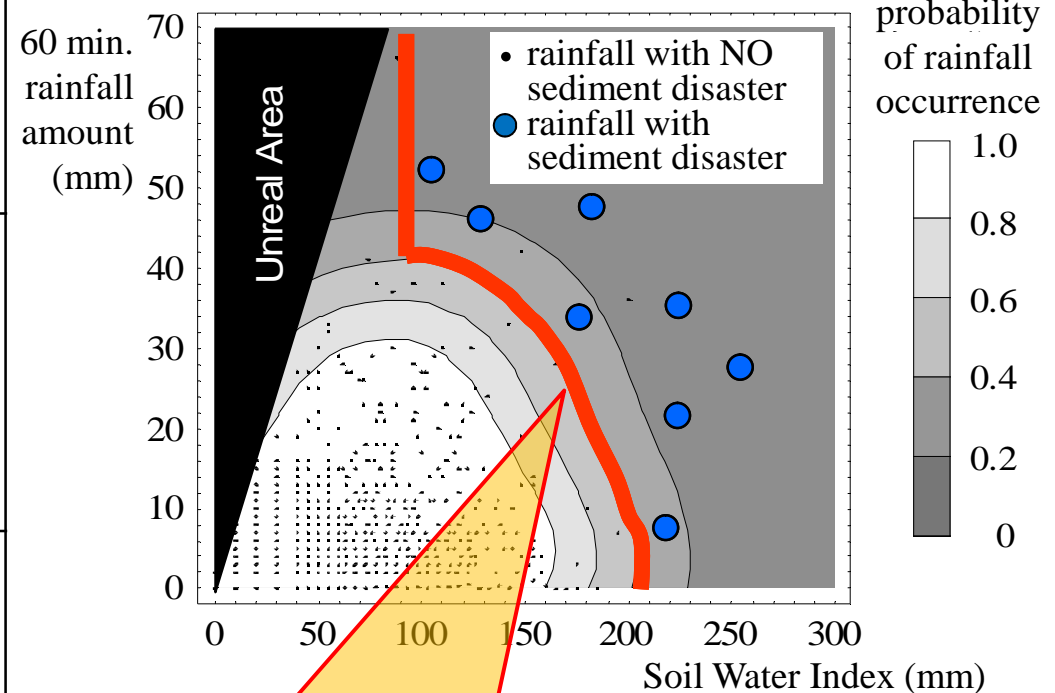 60 min.
rainfall
amount
(mm)
70
60
50
40
30
20
10
0
Unreal Area
rainfall with NO
sediment disaster
rainfall with
sediment disaster
0 50 100 150 200 250 300
Soil Water Index (mm)
probability
of rainfall
occurrence
1.0
0.8
0.6
0.4
0.2
0